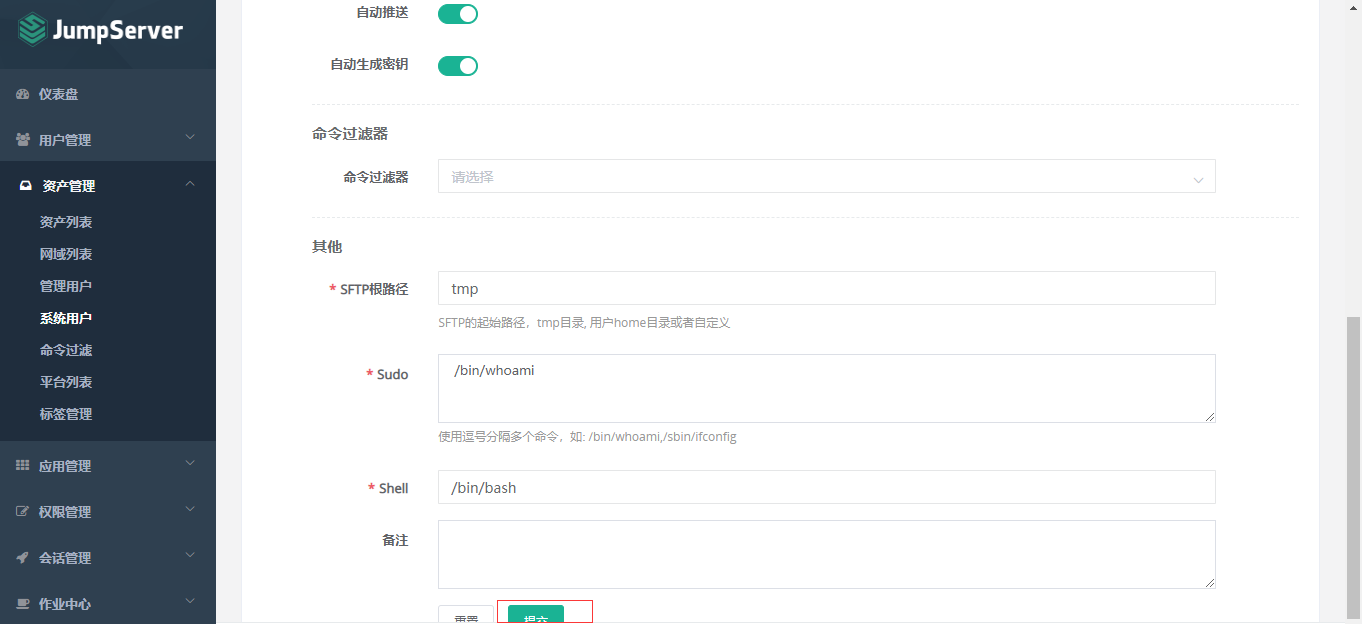 JumpServer
仪表盘
用户管理
资产管理
资产列表
网域列表
管理用户
系统用户
命令过滤
平台列表
标签管理
应用管理
权限管理
会话管理
作业中心
自动推送
自动生成密钥
命令过滤器
命令过滤器 请选择
其他
* SFTP根路径 tmp
SFTP的起始路径，tmp目录, 用户home目录或者自定义
* Sudo /bin/whoami
使用逗号分隔多个命令，如: /bin/whoami,/sbin/ifconfig
* Shell /bin/bash
备注
重置 提交